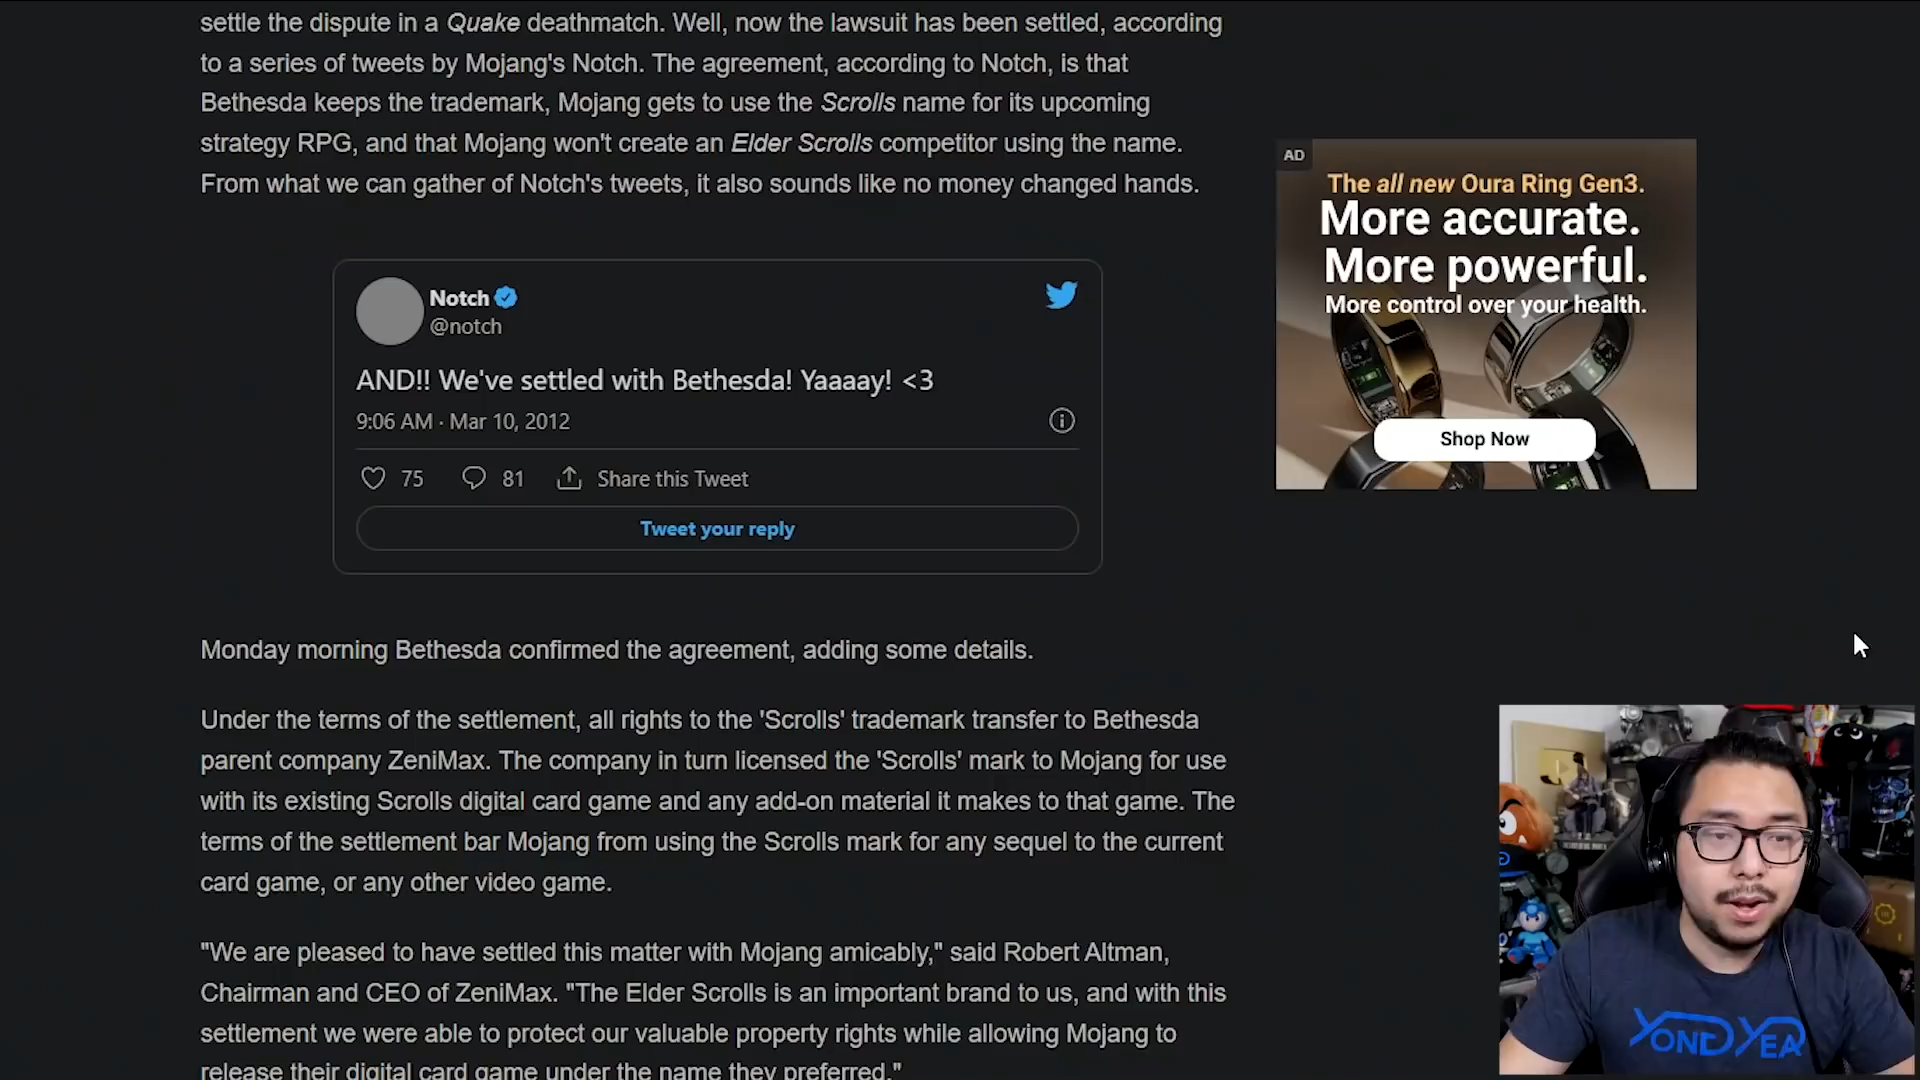 settle the dispute in a Quake deathmatch. Well, now the lawsuit has been settled, according
to a series of tweets by Mojang's Notch. The agreement, according to Notch, is that
Bethesda keeps the trademark, Mojang gets to use the Scrolls name for its upcoming
strategy RPG, and that Mojang won't create an Elder Scrolls competitor using the name.
From what we can gather of Notch's tweets, it also sounds like no money changed hands.
AD
The all new Oura Ring Gen3.
More accurate.
More powerful.
More control over your health.
Shop Now
Notch
@notch
AND!! We've settled with Bethesda! Yaaaay! <3
9:06 AM · Mar 10, 2012
75 81 Share this Tweet
Tweet your reply
Monday morning Bethesda confirmed the agreement, adding some details.
Under the terms of the settlement, all rights to the 'Scrolls' trademark transfer to Bethesda
parent company ZeniMax. The company in turn licensed the 'Scrolls' mark to Mojang for use
with its existing Scrolls digital card game and any add-on material it makes to that game. The
terms of the settlement bar Mojang from using the Scrolls mark for any sequel to the current
card game, or any other video game.
"We are pleased to have settled this matter with Mojang amicably," said Robert Altman,
Chairman and CEO of ZeniMax. "The Elder Scrolls is an important brand to us, and with this
settlement we were able to protect our valuable property rights while allowing Mojang to
release their digital card game under the name they preferred."
YONGYEA